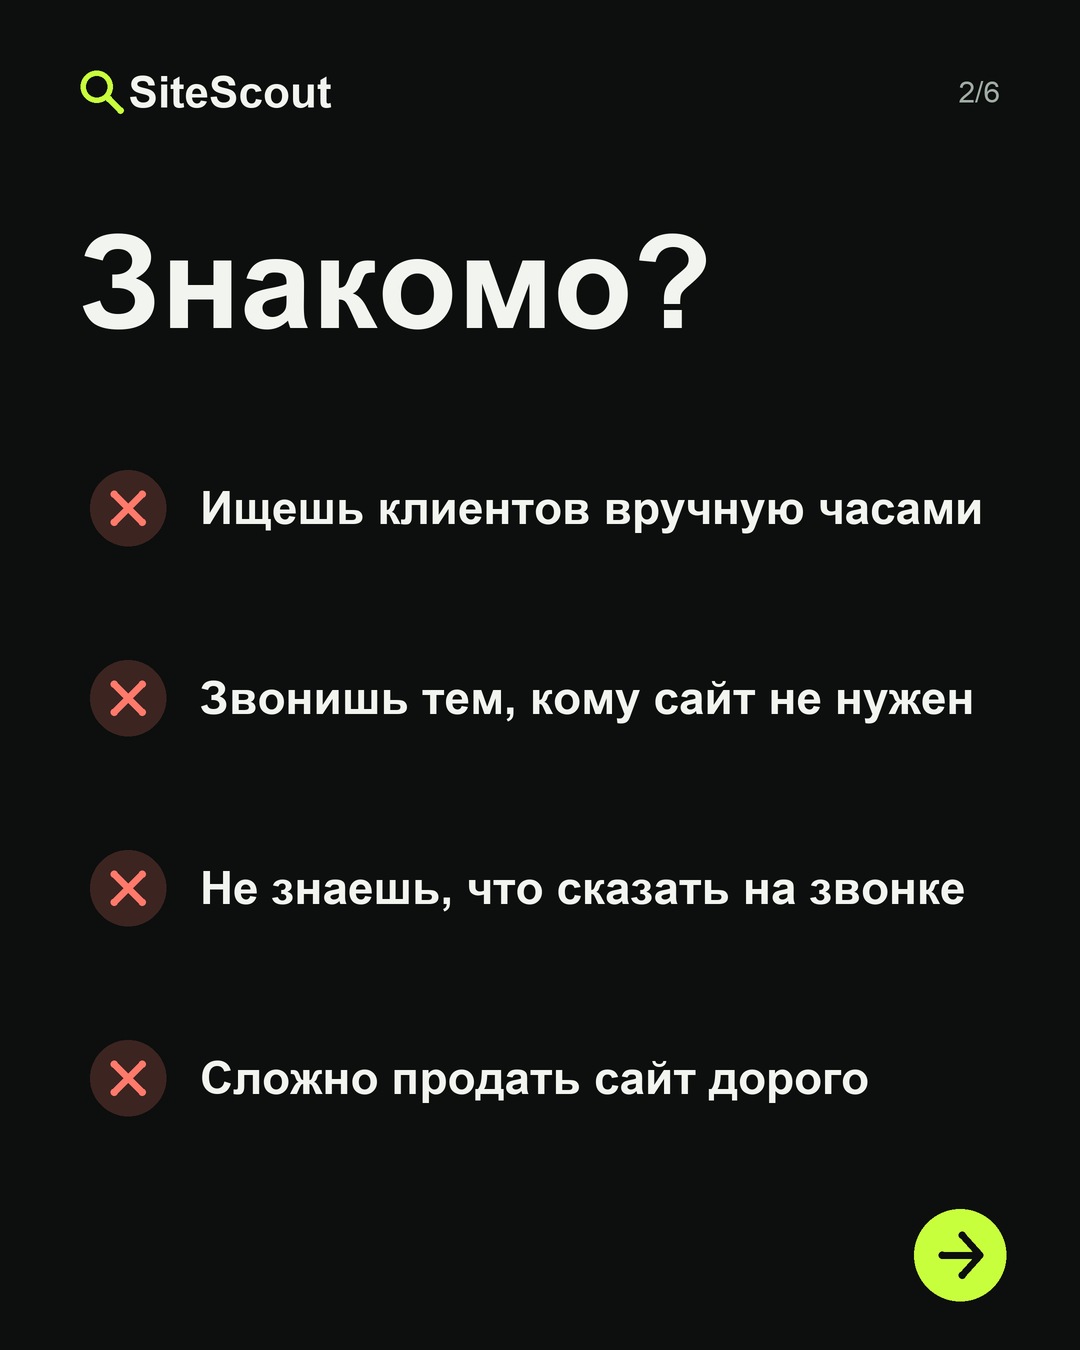 SiteScout
2/6
Знакомо?
Ищешь клиентов вручную часами
Звонишь тем, кому сайт не нужен
Не знаешь, что сказать на звонке
Сложно продать сайт дорого